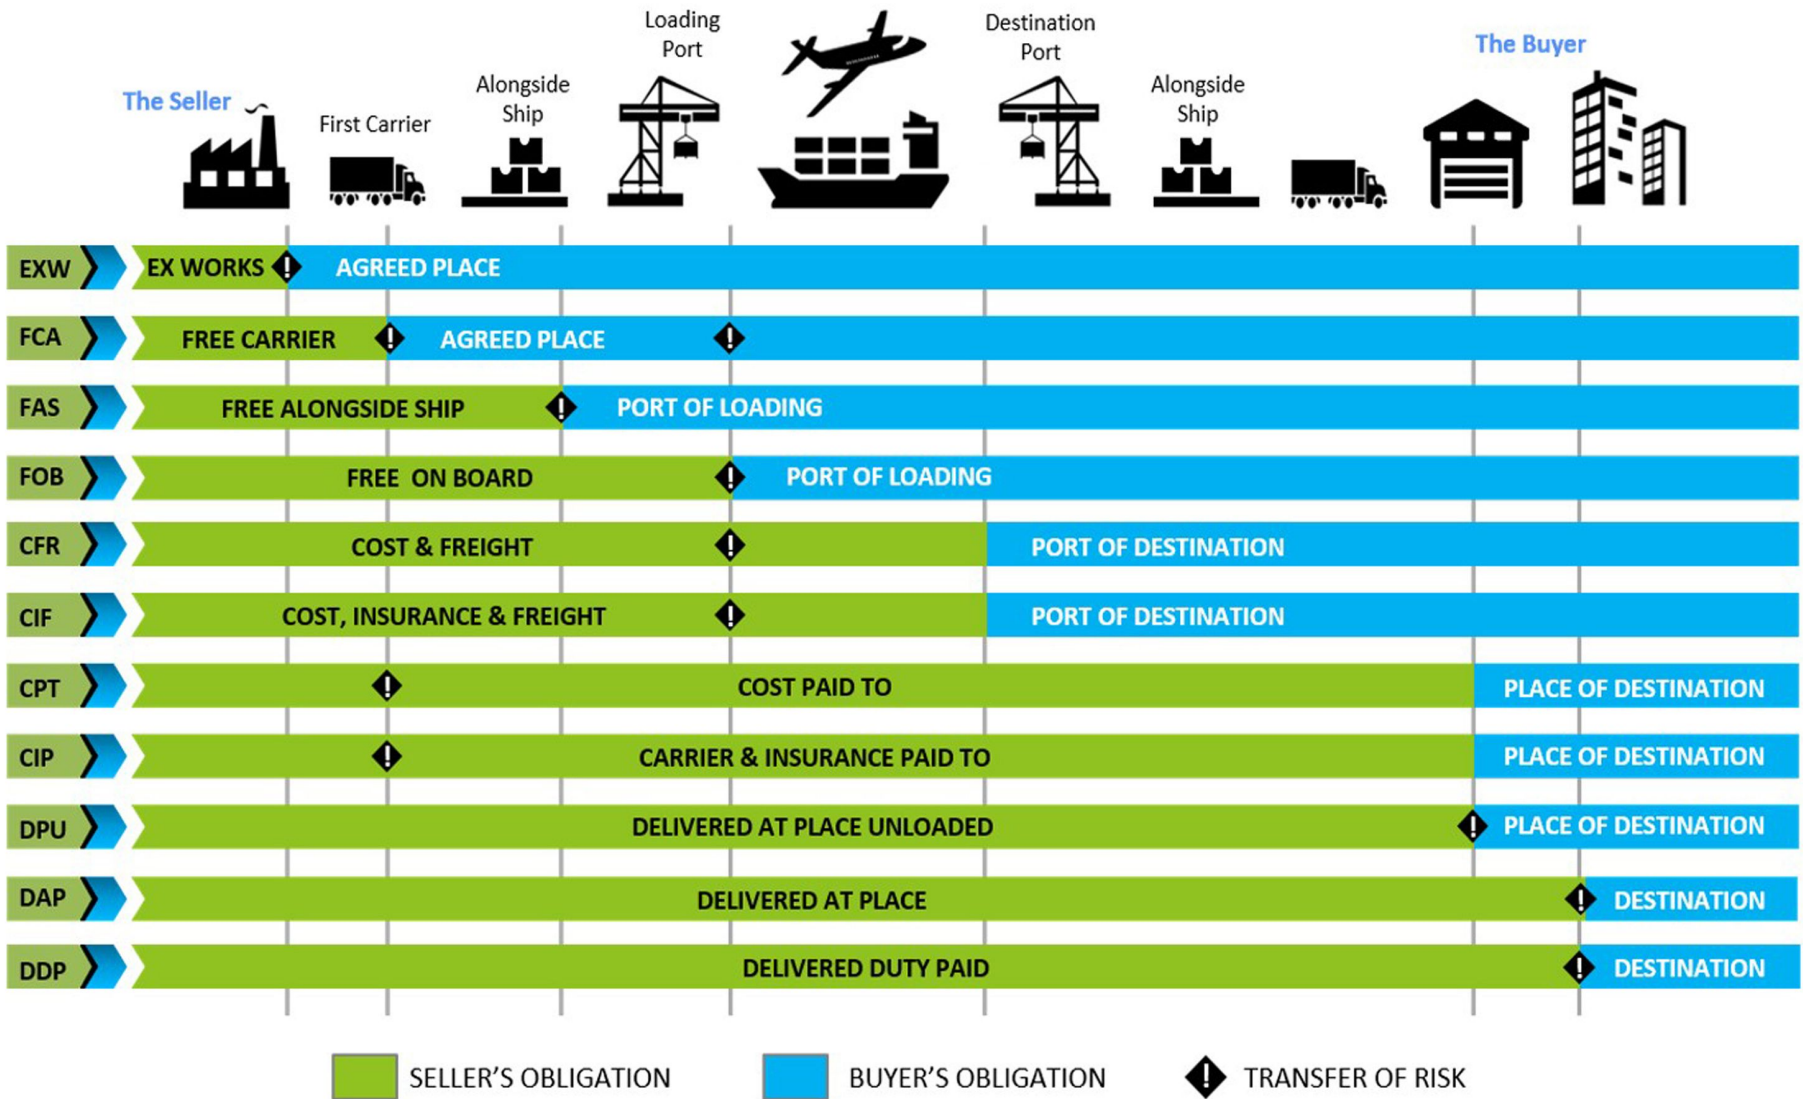 Loading
Port
Destination
Port
The Buyer
Alongside
Ship
Alongside
Ship
The Seller
First Carrier
EXW
EX WORKS
AGREED PLACE
FCA
FREE CARRIER
AGREED PLACE
FAS
FREE ALONGSIDE SHIP
PORT OF LOADING
FOB
FREE ON BOARD
PORT OF LOADING
CFR
COST & FREIGHT
PORT OF DESTINATION
CIF
COST, INSURANCE & FREIGHT
PORT OF DESTINATION
CPT
COST PAID TO
PLACE OF DESTINATION
CIP
CARRIER & INSURANCE PAID TO
PLACE OF DESTINATION
DPU
DELIVERED AT PLACE UNLOADED
PLACE OF DESTINATION
DAP
DELIVERED AT PLACE
DESTINATION
DDP
DELIVERED DUTY PAID
DESTINATION
SELLER'S OBLIGATION
BUYER'S OBLIGATION
TRANSFER OF RISK